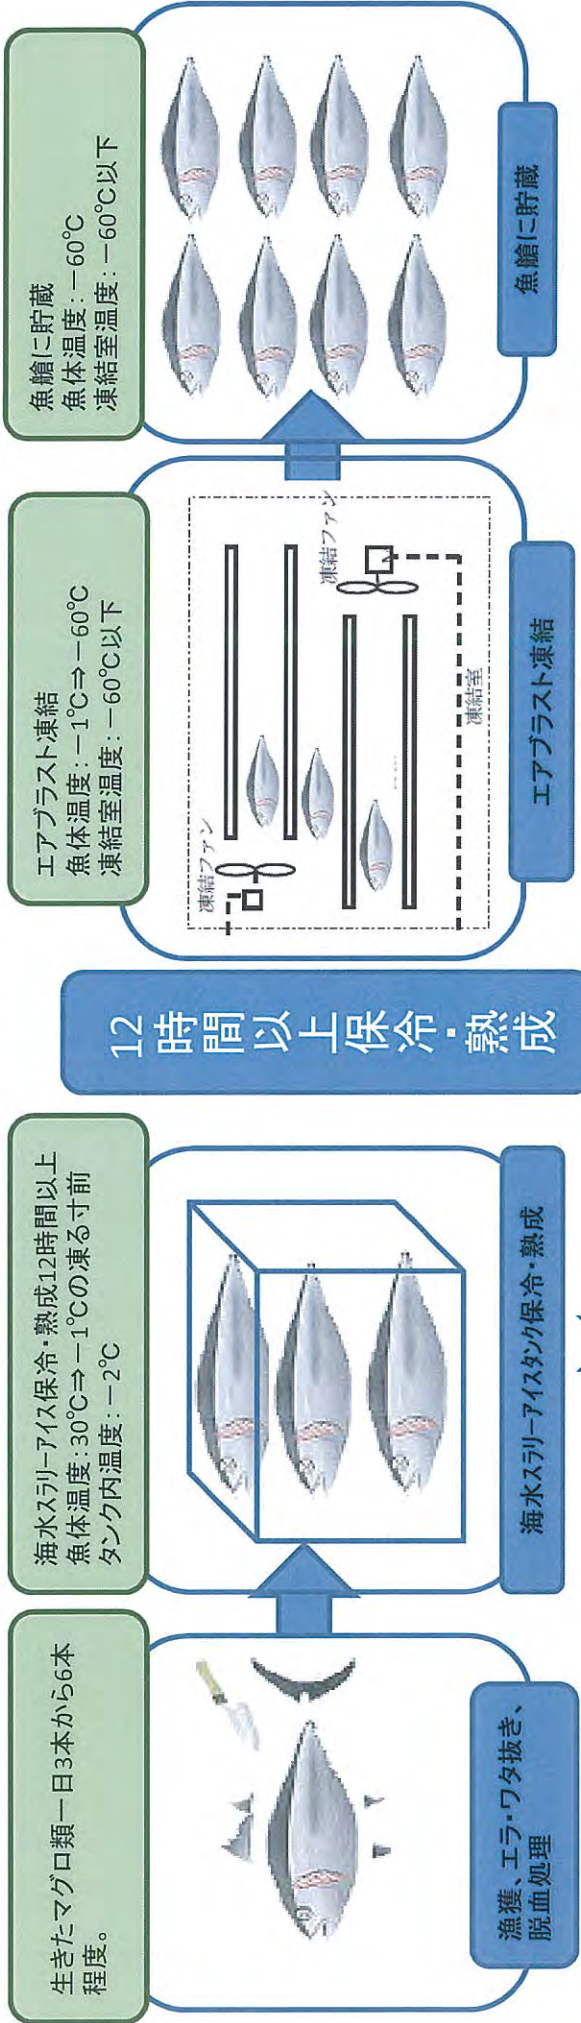 生きたマグロ類一日3本から6本
程度。
漁獲、エラ・ワタ抜き、
脱血処理
海水スラリーアイス保冷・熟成12時間以上
魚体温度:30℃⇒－1℃の凍る寸前
タンク内温度:－2℃
海水スラリーアイスタンク保冷・熟成
12
時間以上保冷・熟成
エアブラスト凍結
魚体温度:－1℃⇒－60℃
凍結室温度:－60℃以下
凍結ファン
凍結ファン
凍結室
エアブラスト凍結
魚艙に貯蔵
魚体温度:－60℃
凍結室温度:－60℃以下
魚艙に貯蔵